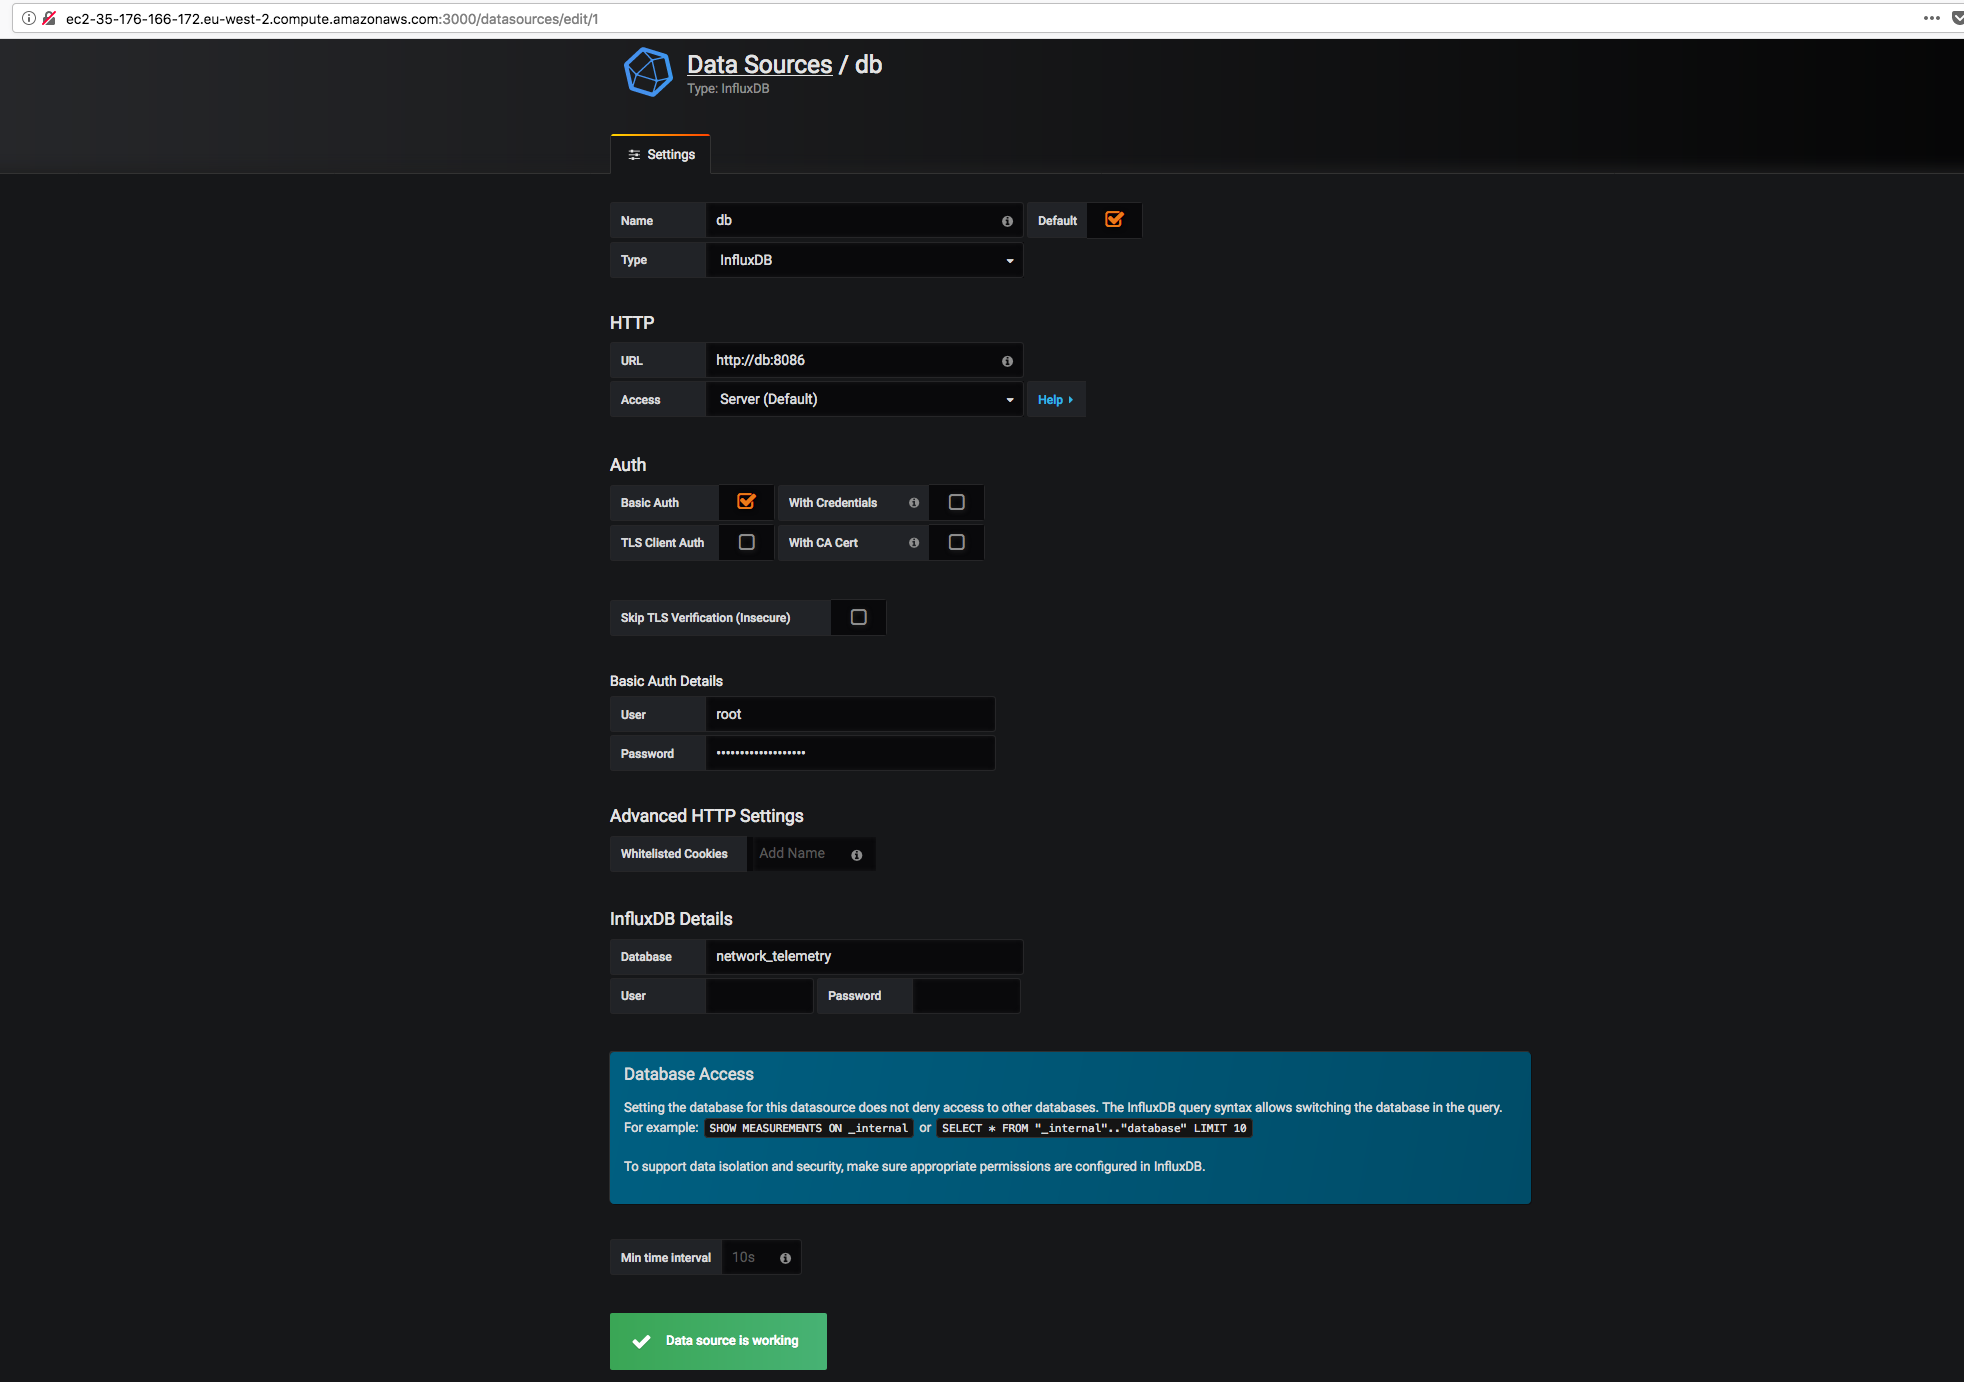 ec2-35-176-166-172.eu-west-2.compute.amazonaws.com:3000/datasources/edit/1
Data Sources / db
Type: InfluxDB
Settings
Name db Default
Type InfluxDB
HTTP
URL http://db:8086
Access Server (Default) Help
Auth
Basic Auth With Credentials
TLS Client Auth With CA Cert
Skip TLS Verification (Insecure)
Basic Auth Details
User root
Password •••••••••••••••••••
Advanced HTTP Settings
Whitelisted Cookies Add Name
InfluxDB Details
Database network_telemetry
User Password
Database Access
Setting the database for this datasource does not deny access to other databases. The InfluxDB query syntax allows switching the database in the query.
For example: SHOW MEASUREMENTS ON _internal or SELECT * FROM "_internal".."database" LIMIT 10
To support data isolation and security, make sure appropriate permissions are configured in InfluxDB.
Min time interval 10s
Data source is working